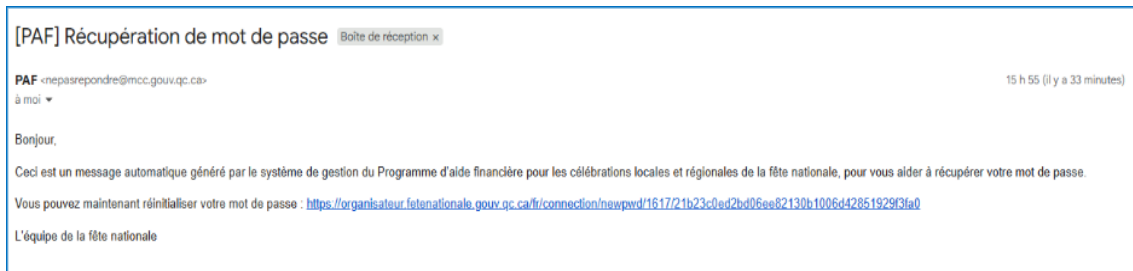 [PAF] Récupération de mot de passe Boîte de réception ×
PAF <nepasrepondre@mcc.gouv.qc.ca> 15 h 55 (il y a 33 minutes)
à moi
Bonjour,
Ceci est un message automatique généré par le système de gestion du Programme d'aide financière pour les célébrations locales et régionales de la fête nationale, pour vous aider à récupérer votre mot de passe.
Vous pouvez maintenant réinitialiser votre mot de passe : https://organisateur.fetenationale.gouv.qc.ca/fr/connection/newpwd/1617/21b23c0ed2bd06ee82130b1006d42851929f3fa0
L'équipe de la fête nationale